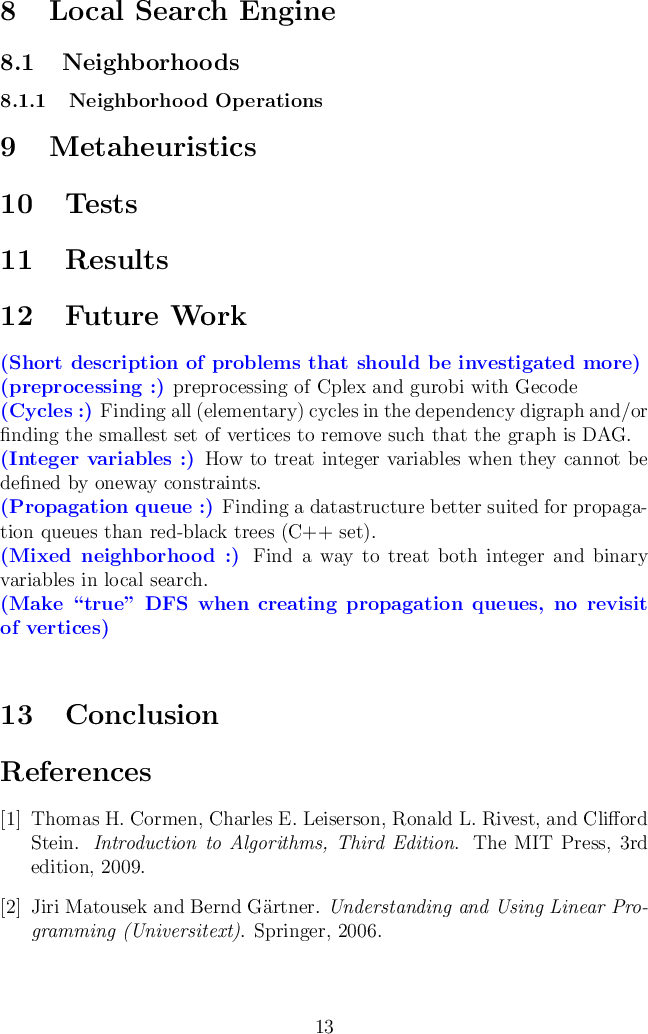 8 Local Search Engine
8.1 Neighborhoods
8.1.1 Neighborhood Operations
9 Metaheuristics
10 Tests
11 Results
12 Future Work
(Short description of problems that should be investigated more)
(preprocessing :) preprocessing of Cplex and gurobi with Gecode
(Cycles :) Finding all (elementary) cycles in the dependency digraph and/or
finding the smallest set of vertices to remove such that the graph is DAG.
(Integer variables :) How to treat integer variables when they cannot be
defined by oneway constraints.
(Propagation queue :) Finding a datastructure better suited for propaga-
tion queues than red-black trees (C++ set).
(Mixed neighborhood :) Find a way to treat both integer and binary
variables in local search.
(Make “true” DFS when creating propagation queues, no revisit
of vertices)
13 Conclusion
References
[1] Thomas H. Cormen, Charles E. Leiserson, Ronald L. Rivest, and Clifford
Stein. Introduction to Algorithms, Third Edition. The MIT Press, 3rd
edition, 2009.
[2] Jiri Matousek and Bernd Gärtner. Understanding and Using Linear Pro-
gramming (Universitext). Springer, 2006.
13